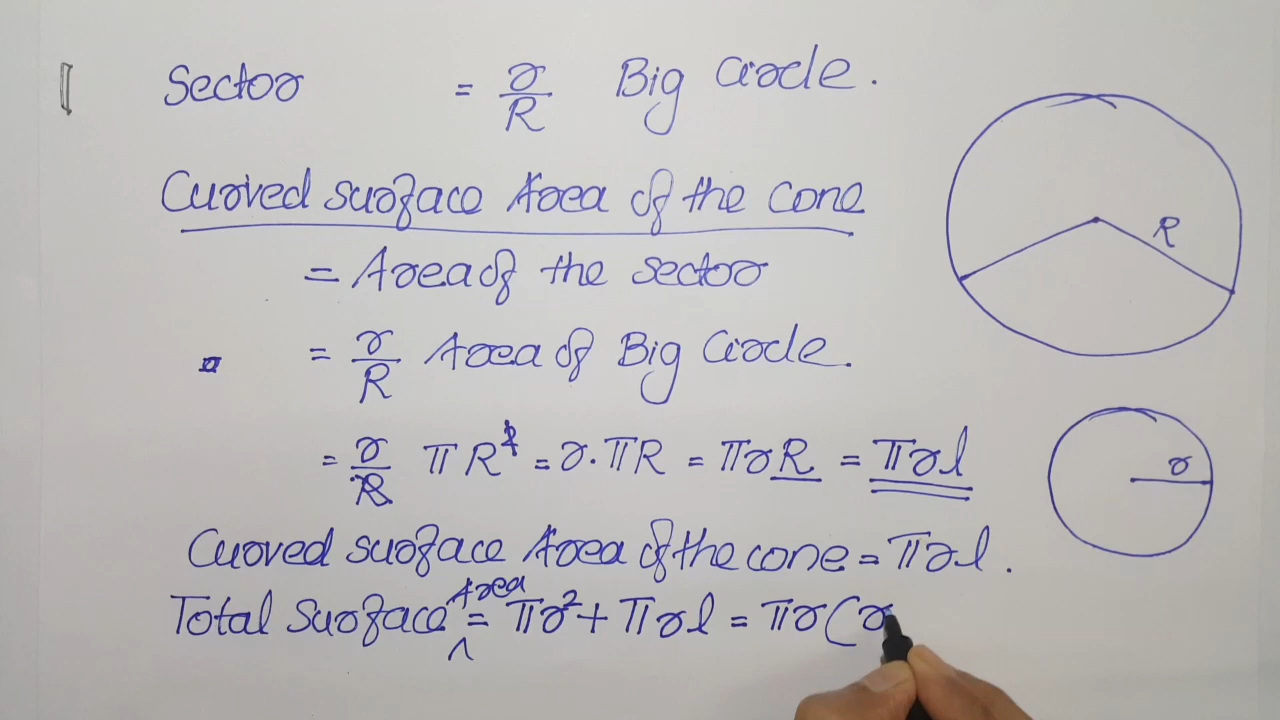 Sector = r/R Big Circle.
Curved surface Area of the cone
= Area of the sector
R
= r/R Area of Big Circle.
= r/R πR² = r.πR = πrR = πrl
r
Curved surface Area of the cone = πrl.
Total Surface Area = πr² + πrl = πr(r